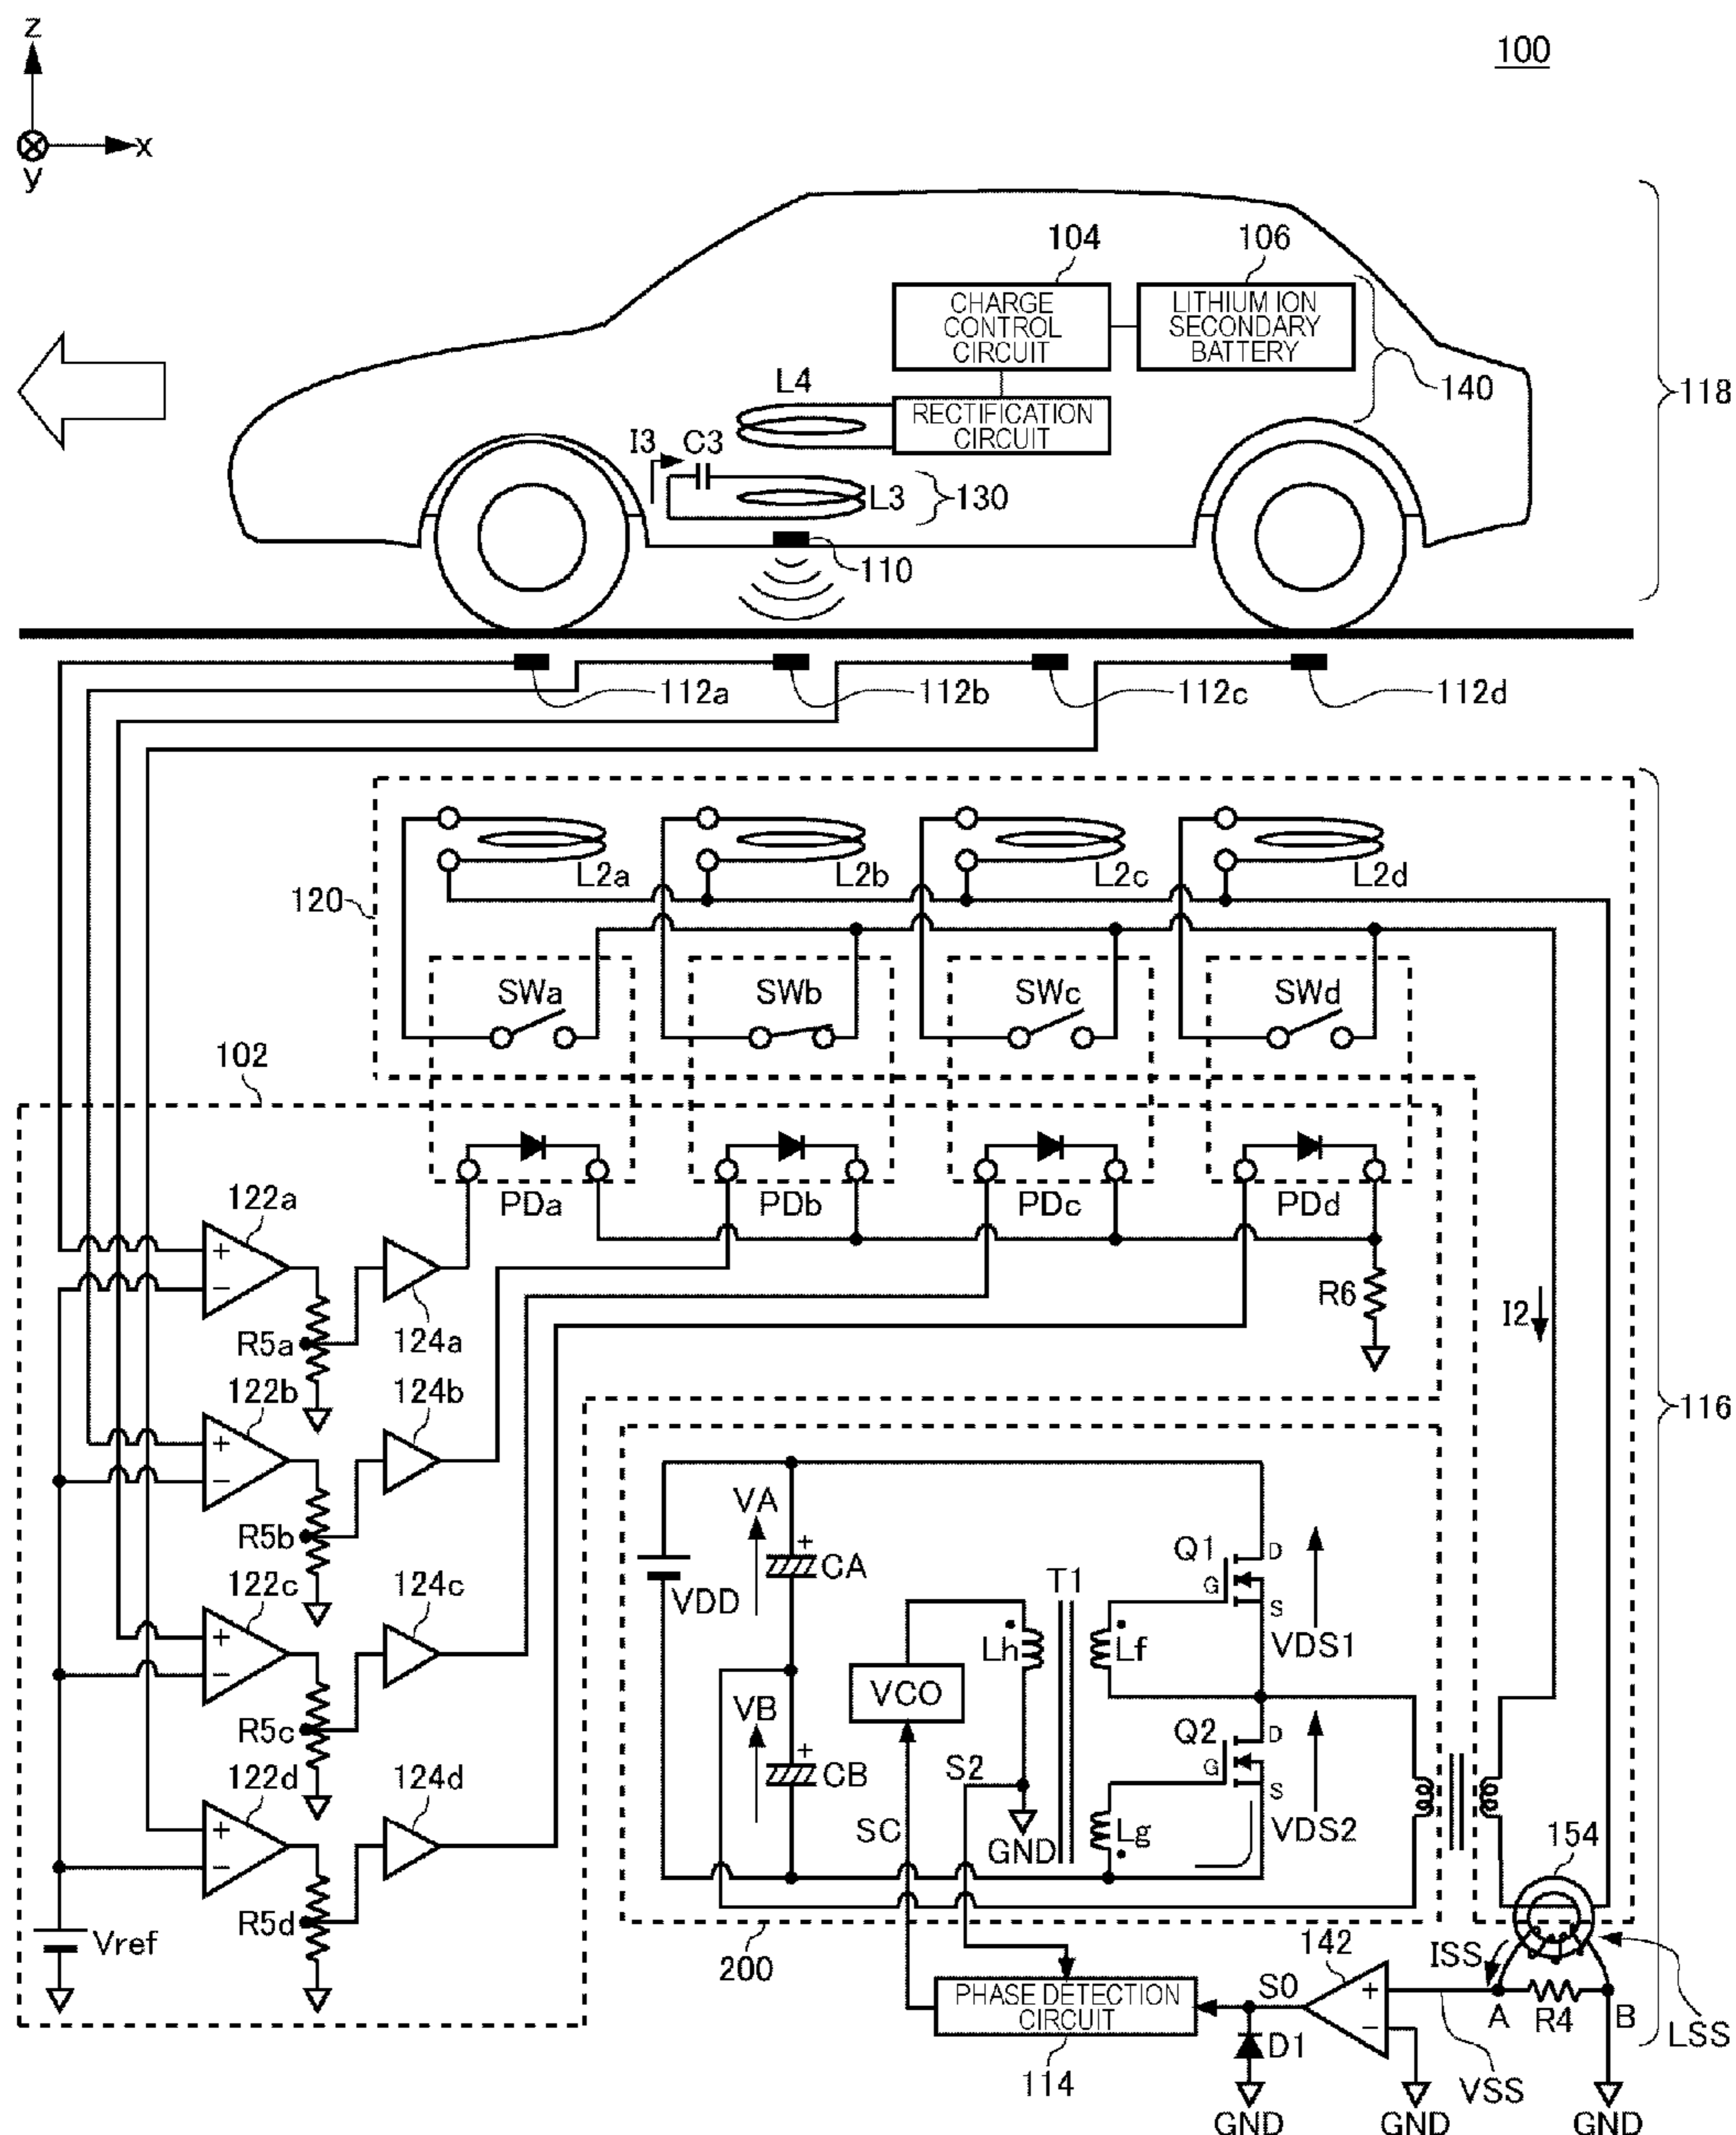 z
100
x
y
104
106
CHARGE
CONTROL
CIRCUIT
LITHIUM ION
SECONDARY
BATTERY
140
118
L4
RECTIFICATION
CIRCUIT
I3
C3
L3
130
110
112a
112b
112c
112d
L2a
L2b
L2c
L2d
120
SWa
SWb
SWc
SWd
102
PDa
PDb
PDc
PDd
122a
+
−
R5a
124a
R6
I2
116
122b
+
−
R5b
124b
122c
+
−
R5c
124c
122d
+
−
R5d
124d
Vref
VA
+
CA
VDD
VB
+
CB
T1
Q1
D
G
S
VDS1
Lh
Lf
VCO
Q2
D
G
S
VDS2
S2
SC
GND
Lg
154
200
142
ISS
S0
+
−
A
R4
B
LSS
PHASE DETECTION
CIRCUIT
D1
114
VSS
GND
GND
GND